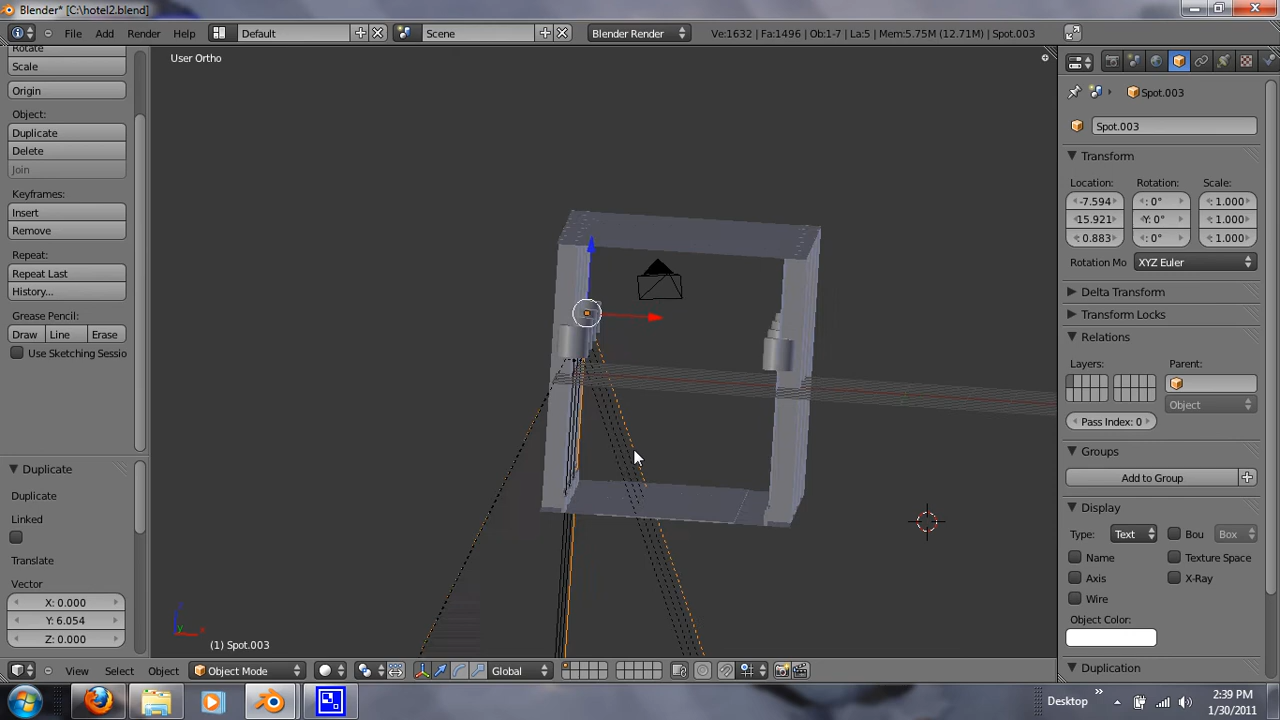 Blender* [C:\hotel2.blend]
File Add Render Help Default Scene Blender Render Ve:1632 | Fa:1496 | Ob:1-7 | La:5 | Mem:5.75M (12.71M) | Spot.003
Rotate
Scale
Origin
Object:
Duplicate
Delete
Join
Keyframes:
Insert
Remove
Repeat:
Repeat Last
History...
Grease Pencil:
Draw Line Erase
Use Sketching Sessio
Duplicate
Duplicate
Linked
Translate
Vector
X: 0.000
Y: 6.054
Z: 0.000
User Ortho
(1) Spot.003
View Select Object Object Mode Global
Spot.003
Spot.003
Transform
Location: Rotation: Scale:
-7.594 : 0° : 1.000
15.921 Y: 0° : 1.000
0.883 : 0° : 1.000
Rotation Mo XYZ Euler
Delta Transform
Transform Locks
Relations
Layers: Parent:
Object
Pass Index: 0
Groups
Add to Group
Display
Type: Text Bou Box
Name Texture Space
Axis X-Ray
Wire
Object Color:
Duplication
Desktop 2:39 PM
1/30/2011